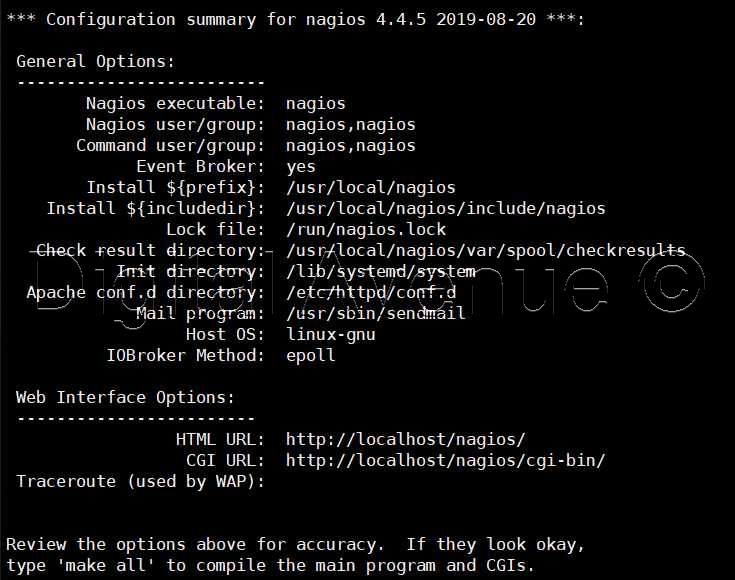 *** Configuration summary for nagios 4.4.5 2019-08-20 ***:
General Options:
-------------------------
Nagios executable:  nagios
Nagios user/group:  nagios,nagios
Command user/group:  nagios,nagios
Event Broker:  yes
Install ${prefix}:  /usr/local/nagios
Install ${includedir}:  /usr/local/nagios/include/nagios
Lock file:  /run/nagios.lock
Check result directory:  /usr/local/nagios/var/spool/checkresults
Init directory:  /lib/systemd/system
Apache conf.d directory:  /etc/httpd/conf.d
Mail program:  /usr/sbin/sendmail
Host OS:  linux-gnu
IOBroker Method:  epoll
Web Interface Options:
------------------------
HTML URL:  http://localhost/nagios/
CGI URL:  http://localhost/nagios/cgi-bin/
Traceroute (used by WAP):
Review the options above for accuracy.  If they look okay,
type 'make all' to compile the main program and CGIs.
Digital Avenue ©